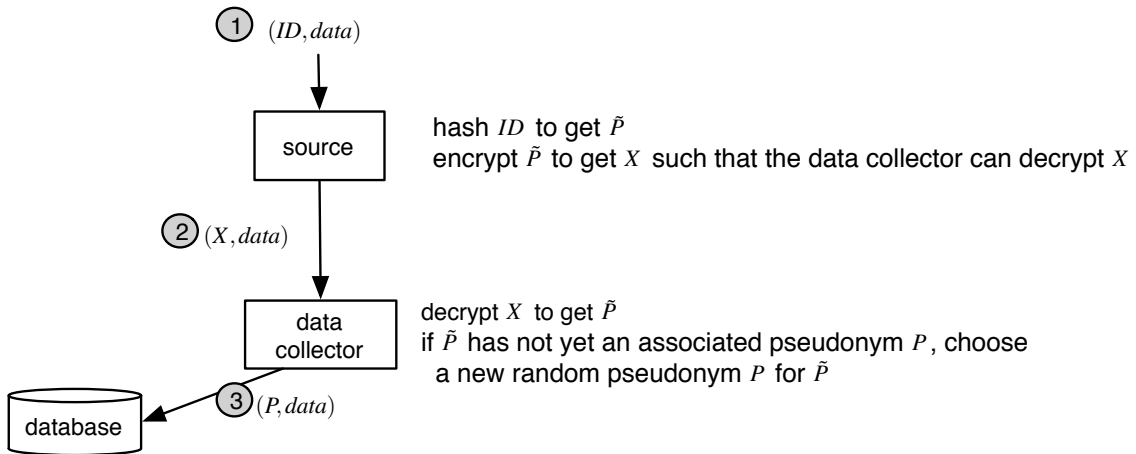 1 (ID,data)
source
hash ID to get P̃
encrypt P̃ to get X such that the data collector can decrypt X
2 (X,data)
data
collector
decrypt X to get P̃
if P̃ has not yet an associated pseudonym P, choose
a new random pseudonym P for P̃
3 (P,data)
database